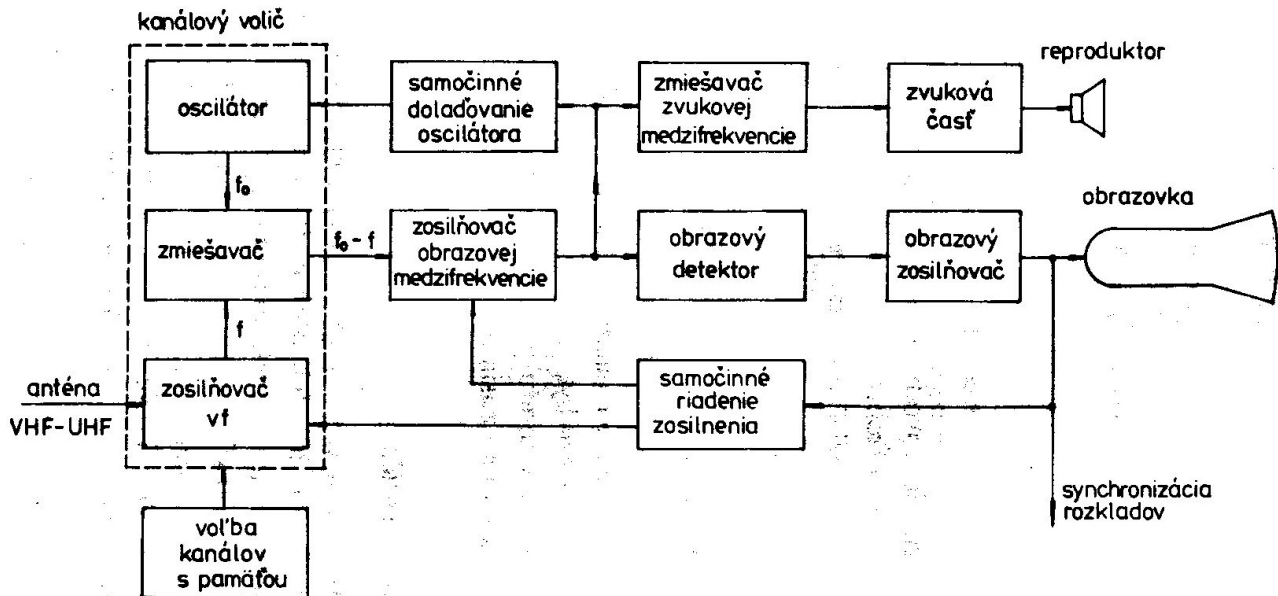 kanálový volič
oscilátor
samočinné
dolaďovanie
oscilátora
zmiešavač
zvukovej
medzifrekvencie
zvuková
časť
reproduktor
f₀
zmiešavač
f₀ - f
zosilňovač
obrazovej
medzifrekvencie
obrazový
detektor
obrazový
zosilňovač
obrazovka
f
anténa
VHF-UHF
zosilňovač
vf
samočinné
riadenie
zosilnenia
synchronizácia
rozkladov
voľba
kanálov
s pamäťou